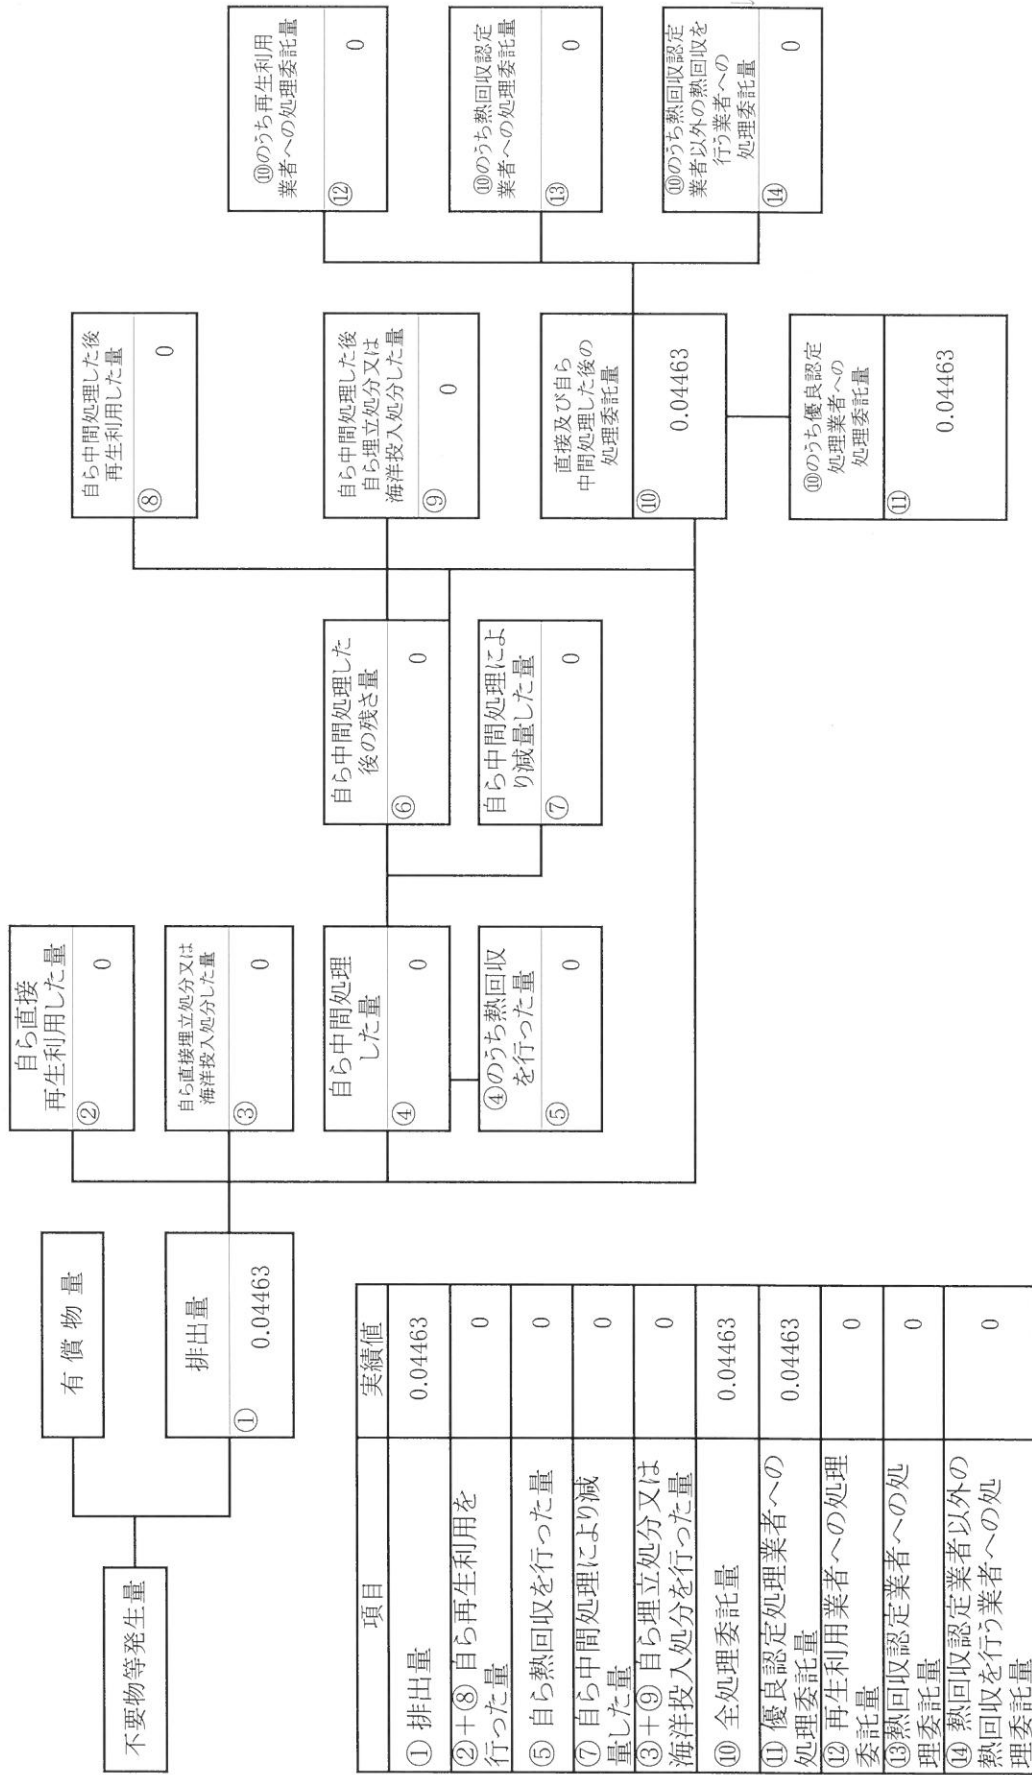 不要物等発生量
有償物量
排出量
①
0.04463
自ら直接
再生利用した量
②
0
自ら直接埋立処分又は
海洋投入処分した量
③
0
自ら中間処理
した量
④
0
④のうち熱回収
を行った量
⑤
0
自ら中間処理した
後の残さ量
⑥
0
自ら中間処理によ
り減量した量
⑦
0
自ら中間処理した後
再生利用した量
⑧
0
自ら中間処理した後
自ら埋立処分又は
海洋投入処分した量
⑨
0
直接及び自ら
中間処理した後の
処理委託量
⑩
0.04463
⑩のうち優良認定
処理業者への
処理委託量
⑪
0.04463
⑩のうち再生利用
業者への処理委託量
⑫
0
⑩のうち熱回収認定
業者への処理委託量
⑬
0
⑩のうち熱回収認定
業者以外の熱回収を
行う業者への
処理委託量
⑭
0
項目 実績値
① 排出量 0.04463
②+⑧ 自ら再生利用を
行った量 0
⑤ 自ら熱回収を行った量 0
⑦ 自ら中間処理により減
量した量 0
③+⑨ 自ら埋立処分又は
海洋投入処分を行った量 0
⑩ 全処理委託量 0.04463
⑪ 優良認定処理業者への
処理委託量 0.04463
⑫ 再生利用業者への処理
委託量 0
⑬熱回収認定業者への処
理委託量 0
⑭ 熱回収認定業者以外の
熱回収を行う業者への処
理委託量 0